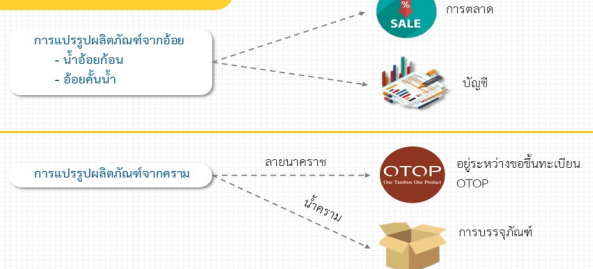 %
SALE
การตลาด
การแปรรูปผลิตภัณฑ์จากอ้อย
- น้ำอ้อยก้อน
- อ้อยคั้นน้ำ
บัญชี
การแปรรูปผลิตภัณฑ์จากคราม
ลายนาคราช
OTOP
One Tambon One Product
อยู่ระหว่างขอขึ้นทะเบียน
OTOP
น้ำคราม
การบรรจุภัณฑ์